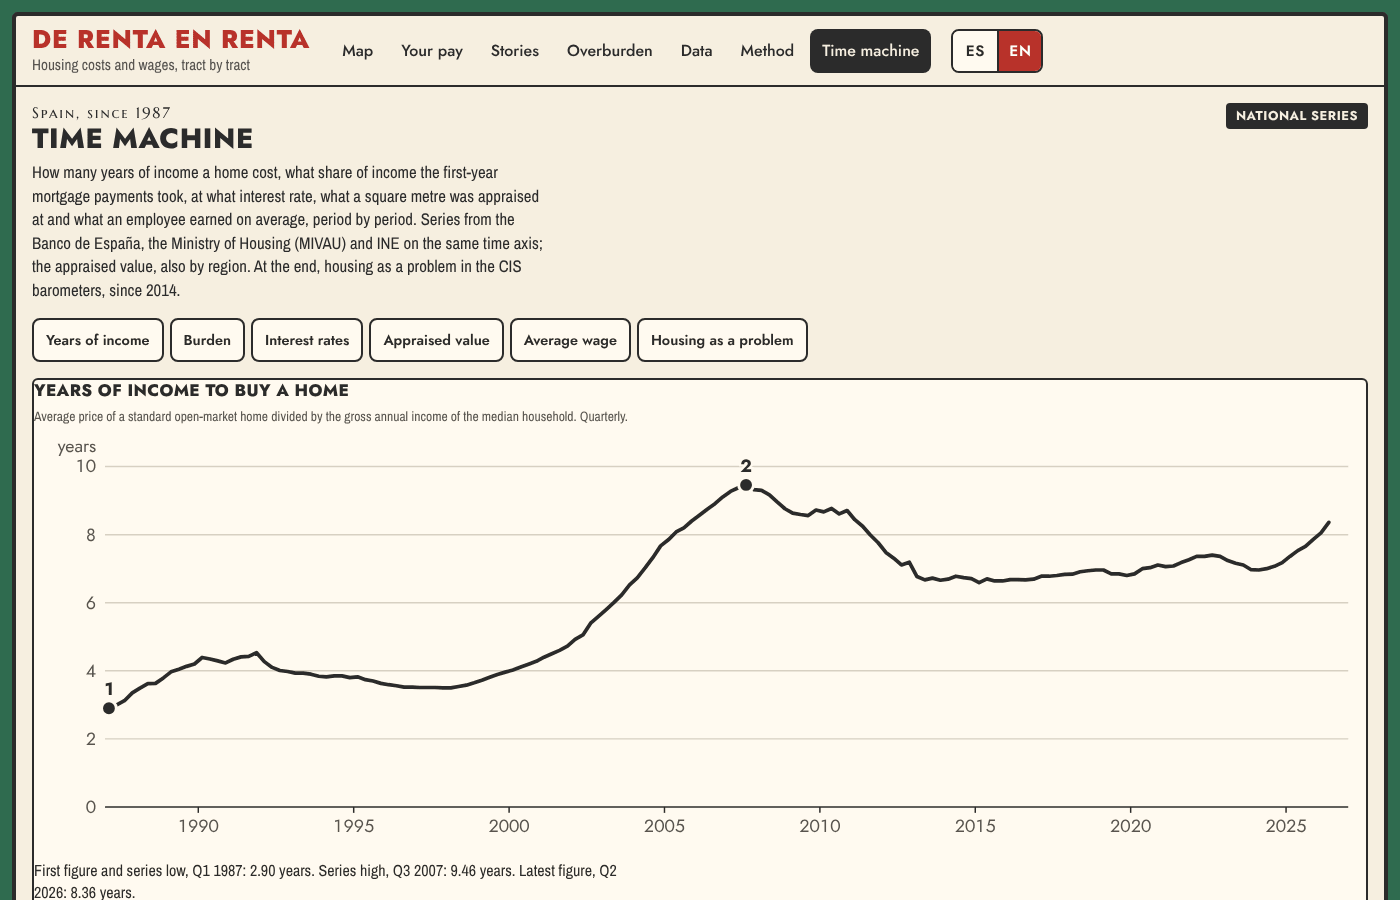 DE RENTA EN RENTA
Housing costs and wages, tract by tract
Map
Your pay
Stories
Overburden
Data
Method
Time machine
ES
EN
Spain, since 1987
NATIONAL SERIES
TIME MACHINE
How many years of income a home cost, what share of income the first-year
mortgage payments took, at what interest rate, what a square metre was appraised
at and what an employee earned on average, period by period. Series from the
Banco de España, the Ministry of Housing (MIVAU) and INE on the same time axis;
the appraised value, also by region. At the end, housing as a problem in the CIS
barometers, since 2014.
Years of income
Burden
Interest rates
Appraised value
Average wage
Housing as a problem
YEARS OF INCOME TO BUY A HOME
Average price of a standard open-market home divided by the gross annual income of the median household. Quarterly.
years
10
8
6
4
2
0
1
2
1990
1995
2000
2005
2010
2015
2020
2025
First figure and series low, Q1 1987: 2.90 years. Series high, Q3 2007: 9.46 years. Latest figure, Q2
2026: 8.36 years.